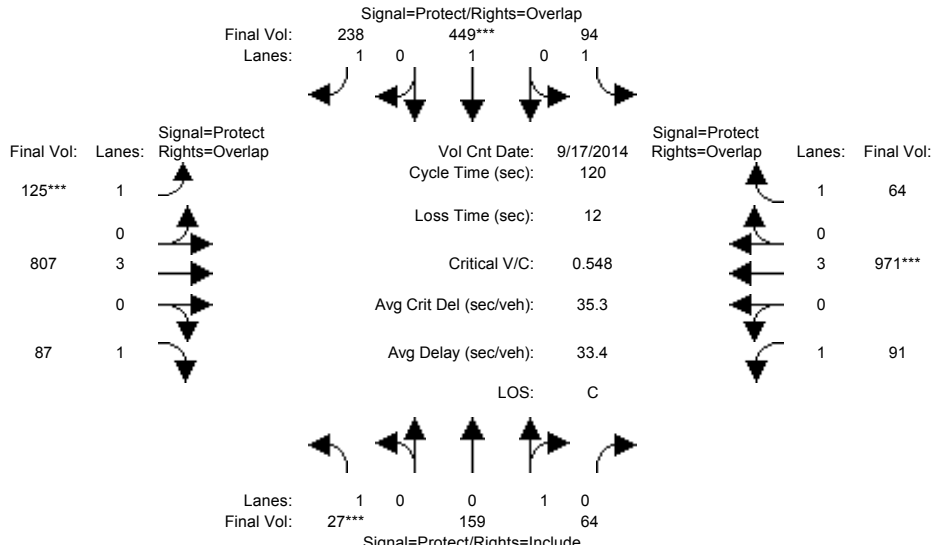 Signal=Protect/Rights=Overlap
Final Vol: 238 449*** 94
Lanes: 1 0 1 0 1
Signal=Protect Signal=Protect
Final Vol: Lanes: Rights=Overlap Vol Cnt Date: 9/17/2014 Rights=Overlap Lanes: Final Vol:
Cycle Time (sec): 120
125*** 1 1 64
Loss Time (sec): 12
0 0
807 3 Critical V/C: 0.548 3 971***
0 Avg Crit Del (sec/veh): 35.3 0
87 1 Avg Delay (sec/veh): 33.4 1 91
LOS: C
Lanes: 1 0 0 1 0
Final Vol: 27*** 159 64
Signal=Protect/Rights=Include